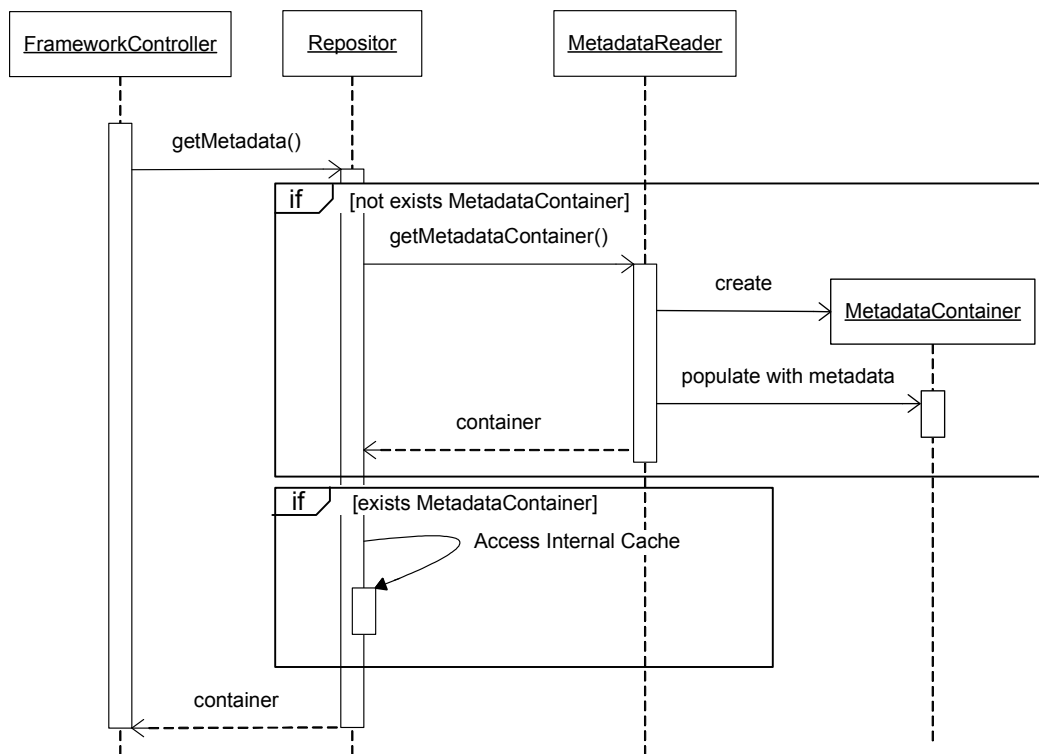 FrameworkController
Repositor
MetadataReader
getMetadata()
if
[not exists MetadataContainer]
getMetadataContainer()
create
MetadataContainer
populate with metadata
container
if
[exists MetadataContainer]
Access Internal Cache
container